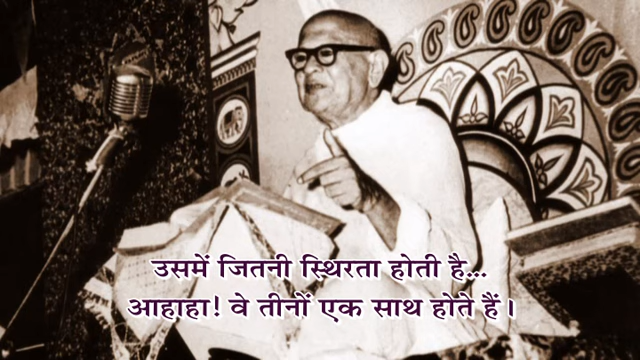 उसमें जितनी स्थिरता होती है...
आहाहा! वे तीनों एक साथ होते हैं।